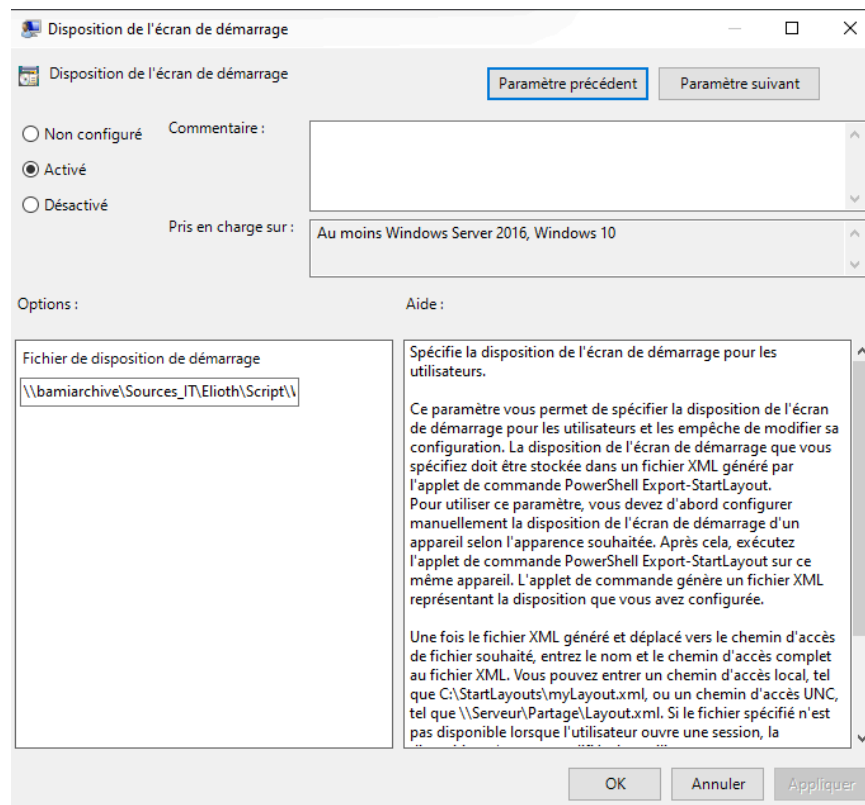 Disposition de l'écran de démarrage
Disposition de l'écran de démarrage
Paramètre précédent
Paramètre suivant
Non configuré
Commentaire :
Activé
Désactivé
Pris en charge sur :
Au moins Windows Server 2016, Windows 10
Options :
Aide :
Fichier de disposition de démarrage
\\bamiarchive\Sources_IT\Elioth\Script\\
Spécifie la disposition de l'écran de démarrage pour les
utilisateurs.
Ce paramètre vous permet de spécifier la disposition de l'écran
de démarrage pour les utilisateurs et les empêche de modifier sa
configuration. La disposition de l'écran de démarrage que vous
spécifiez doit être stockée dans un fichier XML généré par
l'applet de commande PowerShell Export-StartLayout.
Pour utiliser ce paramètre, vous devez d'abord configurer
manuellement la disposition de l'écran de démarrage d'un
appareil selon l'apparence souhaitée. Après cela, exécutez
l'applet de commande PowerShell Export-StartLayout sur ce
même appareil. L'applet de commande génère un fichier XML
représentant la disposition que vous avez configurée.
Une fois le fichier XML généré et déplacé vers le chemin d'accès
de fichier souhaité, entrez le nom et le chemin d'accès complet
au fichier XML. Vous pouvez entrer un chemin d'accès local, tel
que C:\StartLayouts\myLayout.xml, ou un chemin d'accès UNC,
tel que \\Serveur\Partage\Layout.xml. Si le fichier spécifié n'est
pas disponible lorsque l'utilisateur ouvre une session, la
OK
Annuler
Appliquer